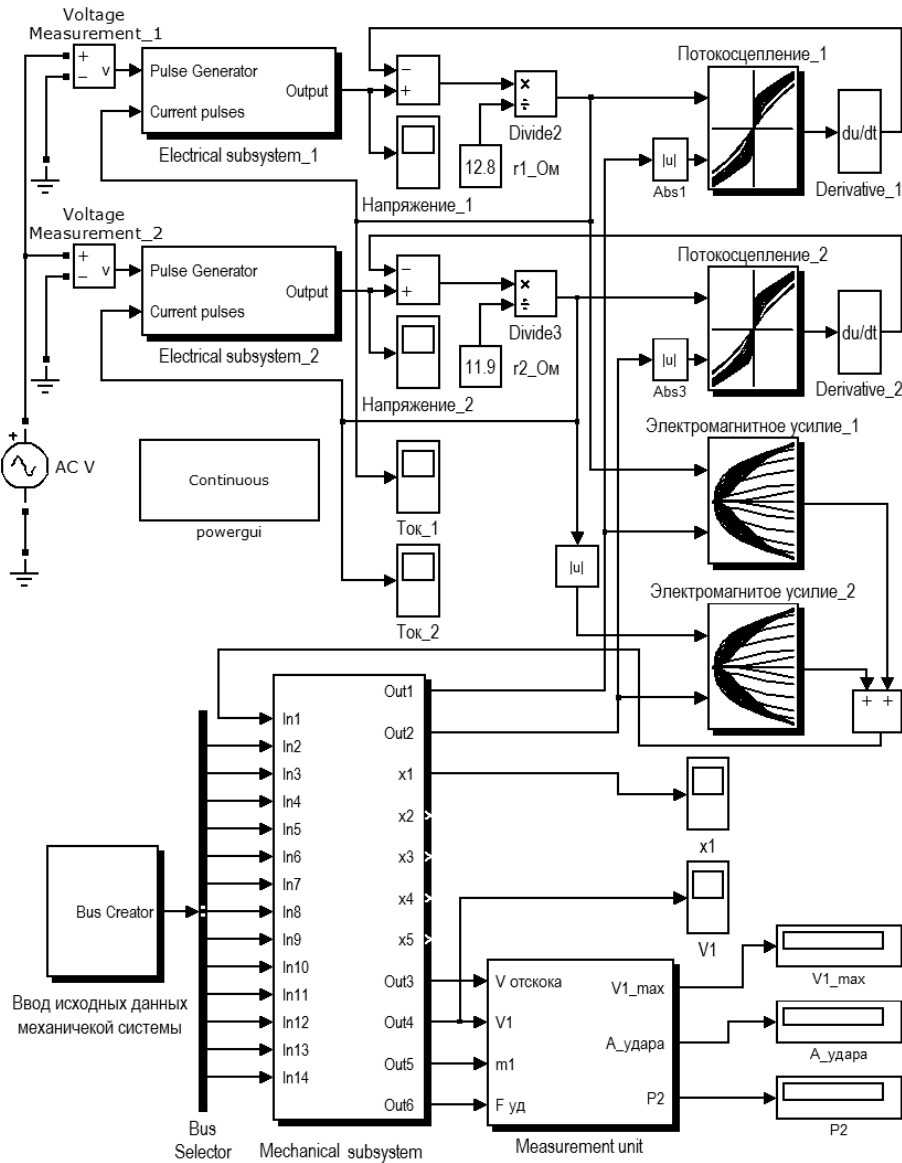 Voltage
Measurement_1
+
−
v
Pulse Generator
Current pulses
Output
Electrical subsystem_1
−
+
×
÷
Divide2
12.8
r1_Ом
Напряжение_1
Потокосцепление_1
|u|
Abs1
du/dt
Derivative_1
Voltage
Measurement_2
+
−
v
Pulse Generator
Current pulses
Output
Electrical subsystem_2
−
+
×
÷
Divide3
11.9
r2_Ом
Напряжение_2
Потокосцепление_2
|u|
Abs3
du/dt
Derivative_2
+
AC V
Continuous
powergui
Ток_1
Ток_2
|u|
Электромагнитное усилие_1
Электромагнитое усилие_2
+ +
Bus Creator
Ввод исходных данных
механичекой системы
Bus
Selector
In1
In2
In3
In4
In5
In6
In7
In8
In9
In10
In11
In12
In13
In14
Out1
Out2
x1
x2
x3
x4
x5
Out3
Out4
Out5
Out6
Mechanical subsystem
x1
V1
V отскока
V1
m1
F уд
V1_max
А_удара
P2
Measurement unit
V1_max
А_удара
P2